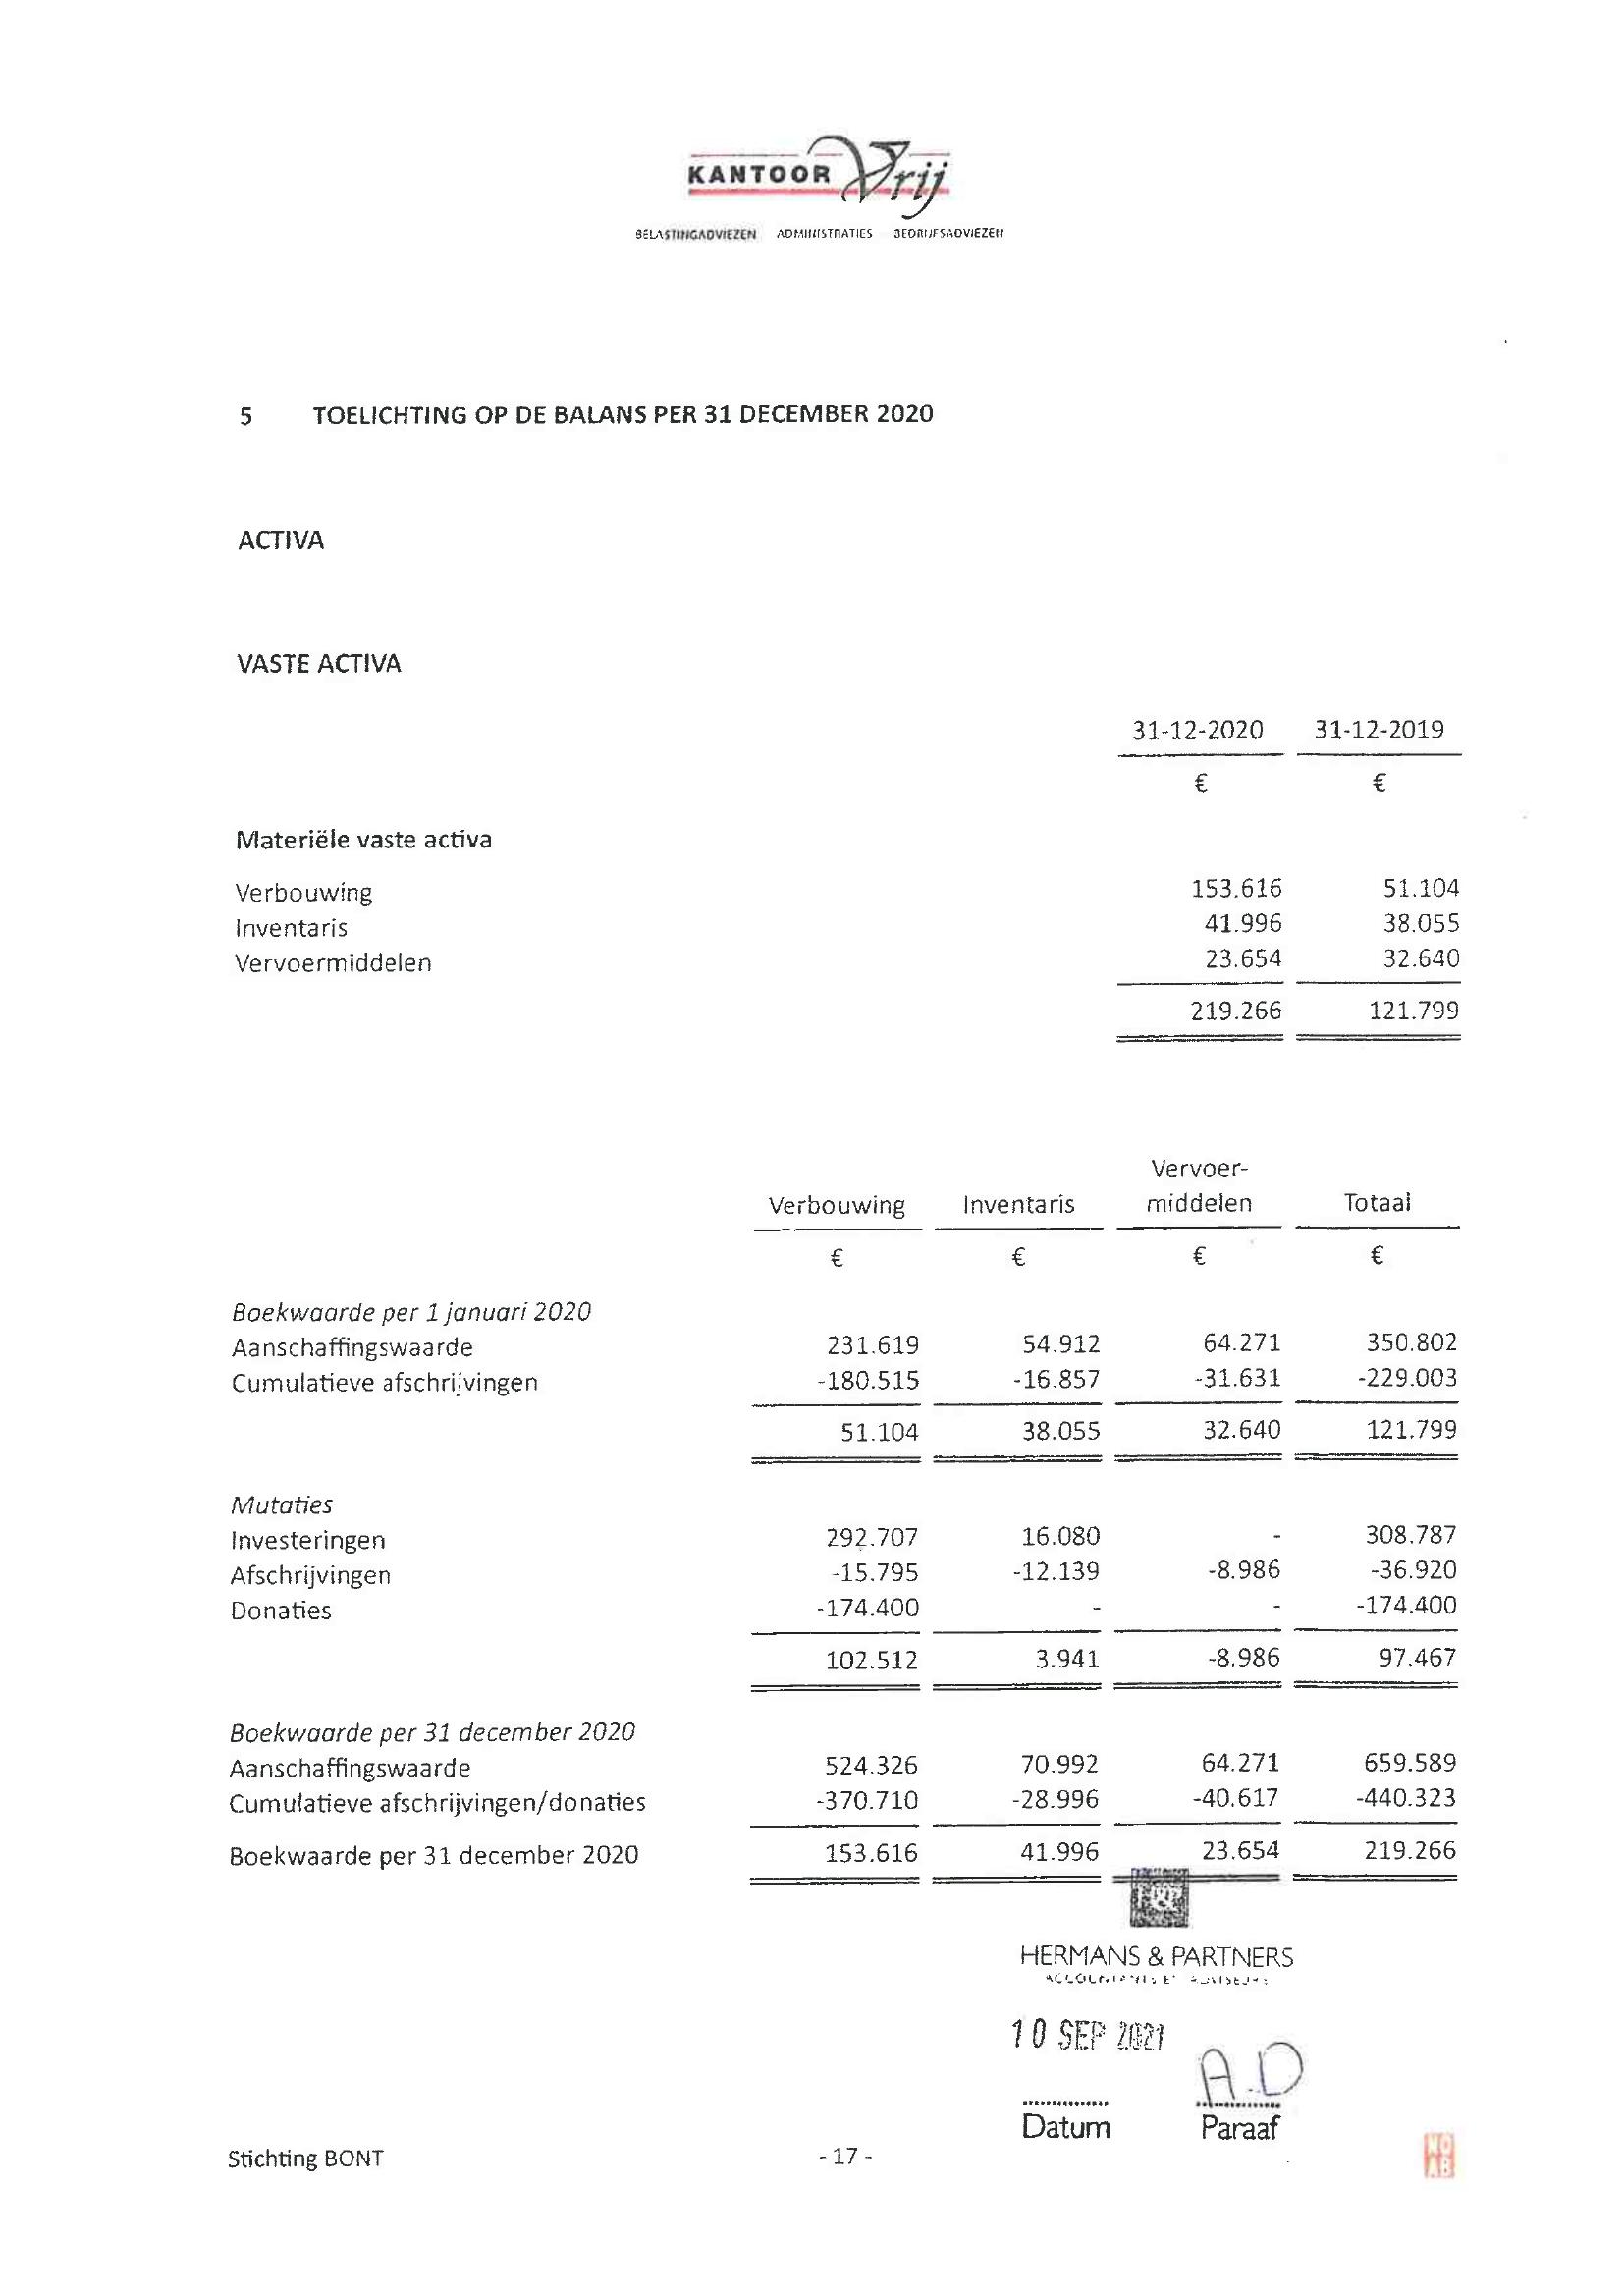 KANTOOR Vrij
BELASTINGADVIEZEN ADMINISTRATIES BEDRIJFSADVIEZEN
5 TOELICHTING OP DE BALANS PER 31 DECEMBER 2020
ACTIVA
VASTE ACTIVA
31-12-2020 31-12-2019
€ €
Materiële vaste activa
Verbouwing 153.616 51.104
Inventaris 41.996 38.055
Vervoermiddelen 23.654 32.640
219.266 121.799
Vervoer-
Verbouwing Inventaris middelen Totaal
€ € € €
Boekwaarde per 1 januari 2020
Aanschaffingswaarde 231.619 54.912 64.271 350.802
Cumulatieve afschrijvingen -180.515 -16.857 -31.631 -229.003
51.104 38.055 32.640 121.799
Mutaties
Investeringen 292.707 16.080 - 308.787
Afschrijvingen -15.795 -12.139 -8.986 -36.920
Donaties -174.400 - - -174.400
102.512 3.941 -8.986 97.467
Boekwaarde per 31 december 2020
Aanschaffingswaarde 524.326 70.992 64.271 659.589
Cumulatieve afschrijvingen/donaties -370.710 -28.996 -40.617 -440.323
Boekwaarde per 31 december 2020 153.616 41.996 23.654 219.266
HERMANS & PARTNERS
10 SEP 2021
A.D
Datum Paraaf
Stichting BONT - 17 -
NO
AB